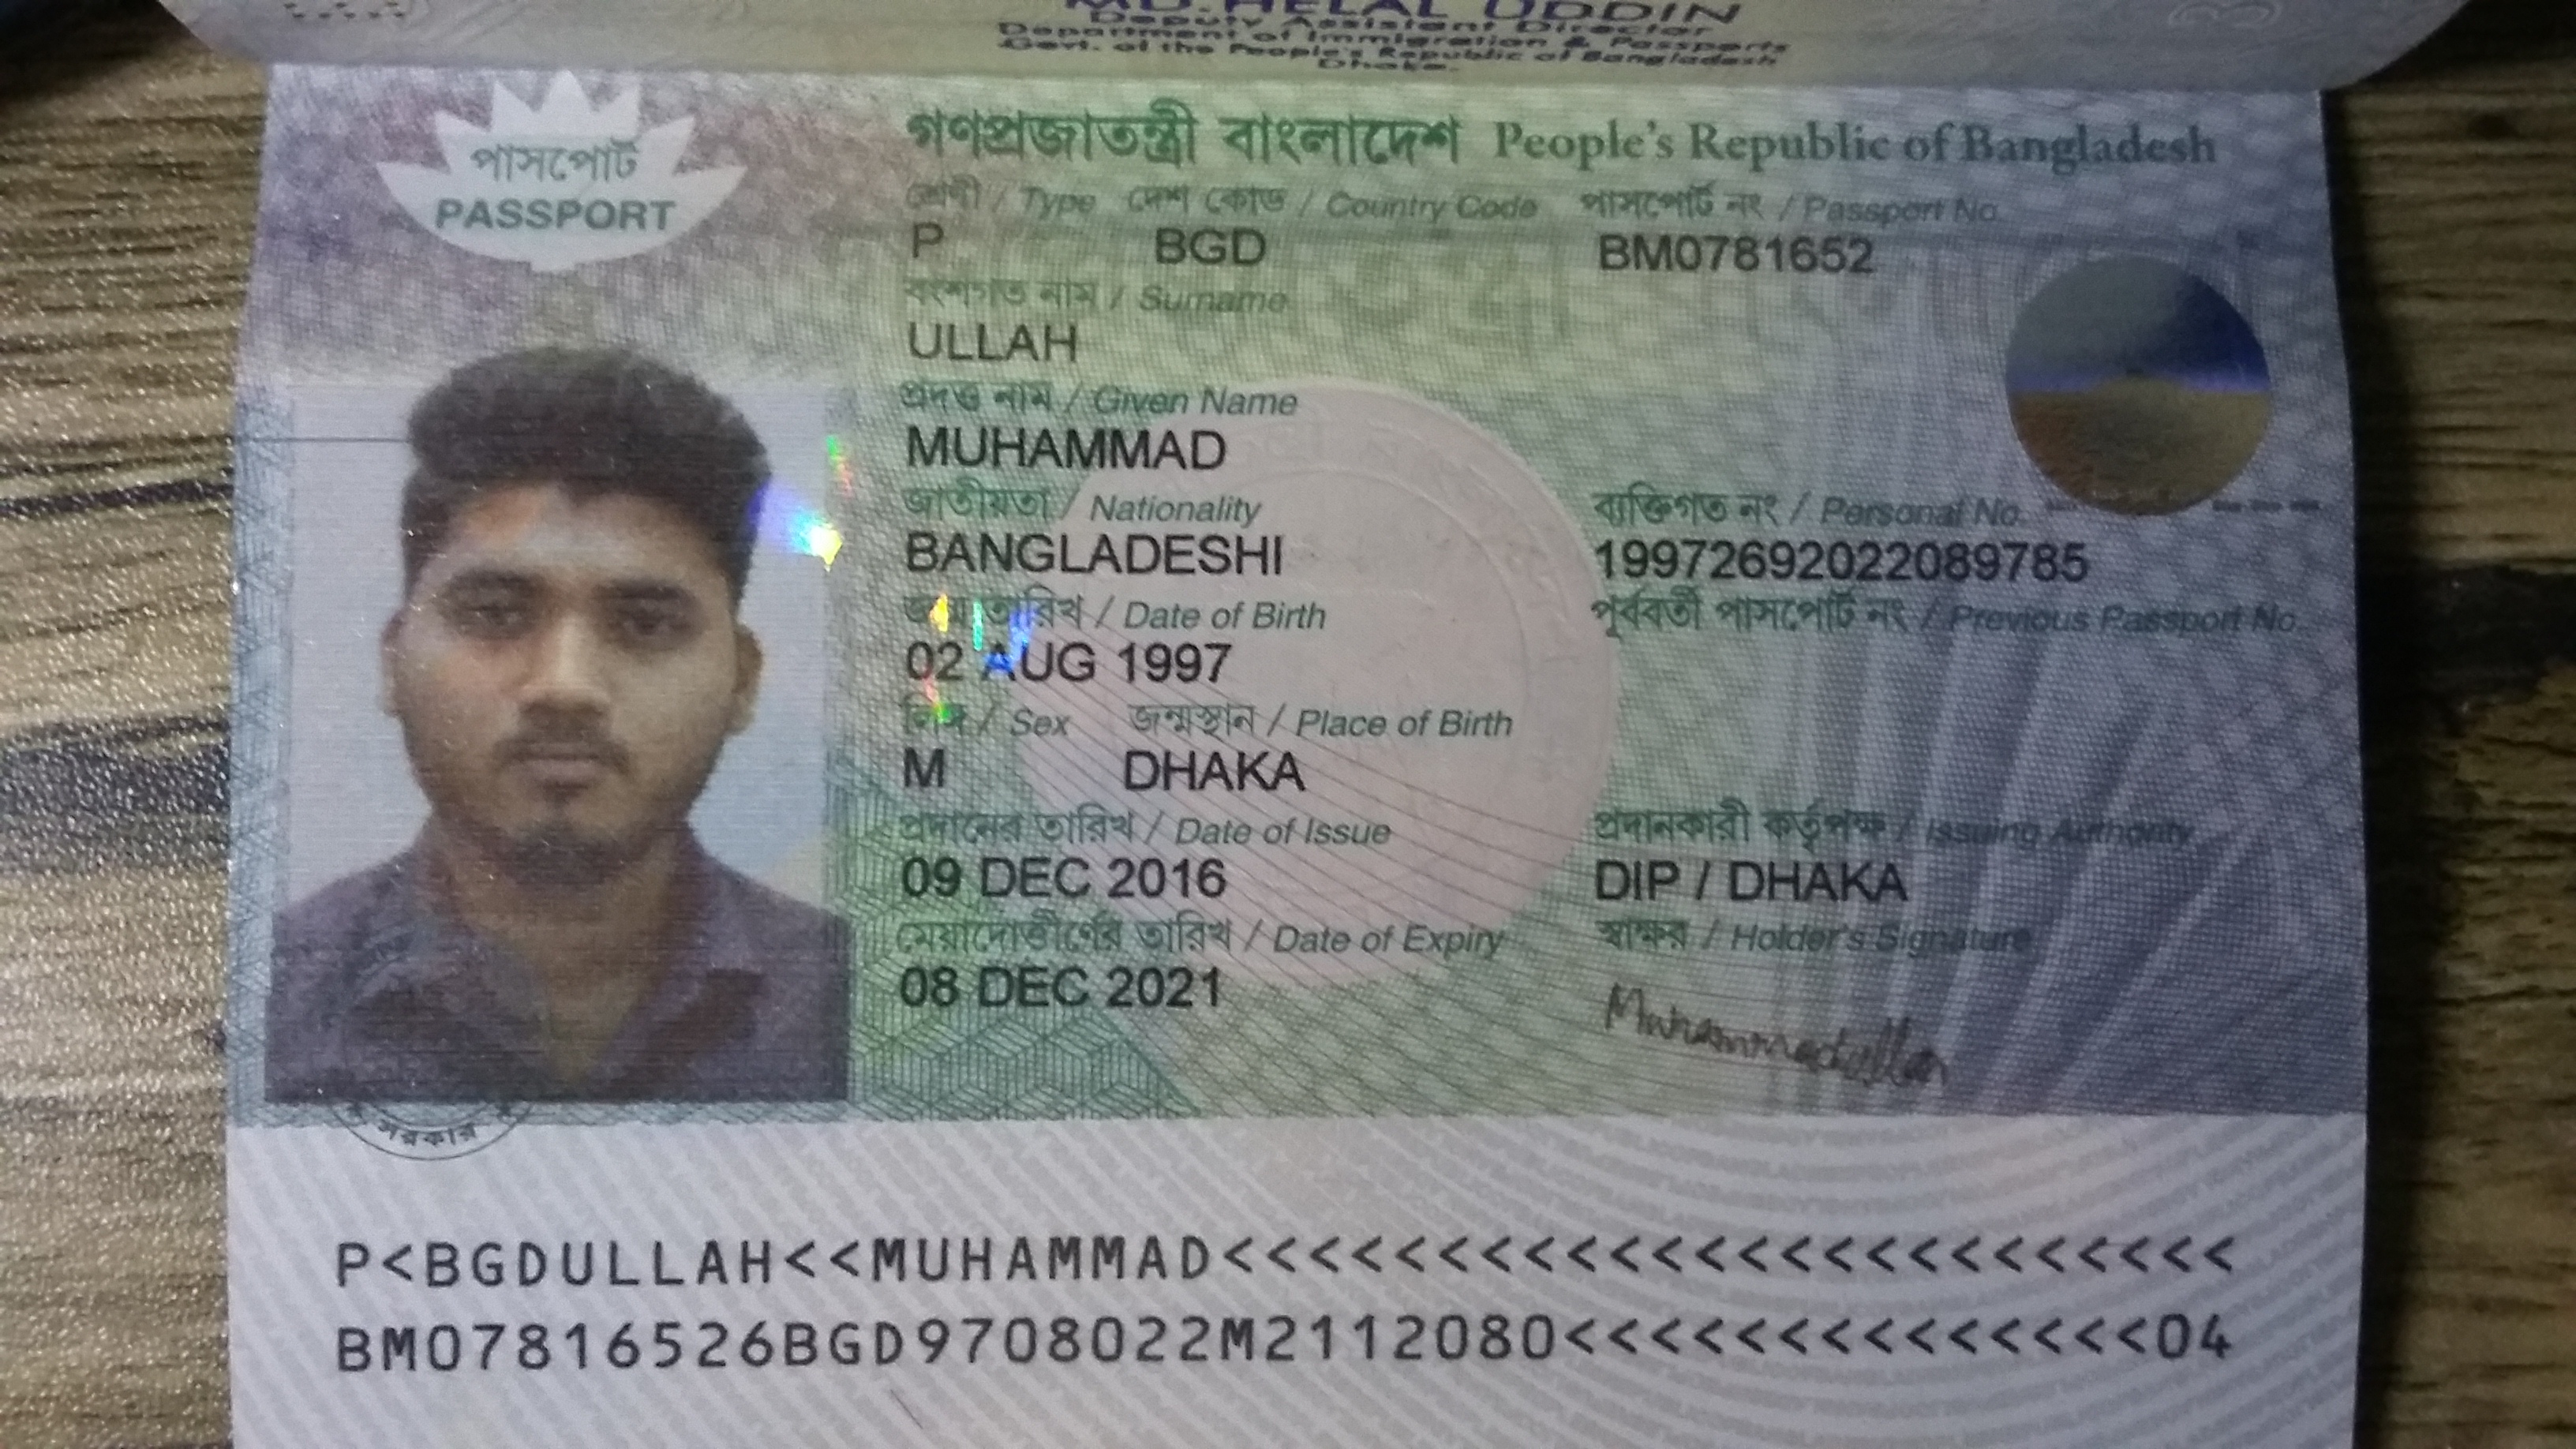 MD. HELAL UDDIN
Deputy Assistant Director
Department of Immigration & Passports
Govt. of the People's Republic of Bangladesh
Dhaka.
পাসপোর্ট
PASSPORT
গণপ্রজাতন্ত্রী বাংলাদেশ People's Republic of Bangladesh
শ্রেণী / Type দেশ কোড / Country Code পাসপোর্ট নং / Passport No.
P BGD BM0781652
বংশগত নাম / Surname
ULLAH
প্রদত্ত নাম / Given Name
MUHAMMAD
জাতীয়তা / Nationality ব্যক্তিগত নং / Personal No.
BANGLADESHI 19972692022089785
জন্ম তারিখ / Date of Birth পূর্ববর্তী পাসপোর্ট নং / Previous Passport No.
02 AUG 1997
লিঙ্গ / Sex জন্মস্থান / Place of Birth
M DHAKA
প্রদানের তারিখ / Date of Issue প্রদানকারী কর্তৃপক্ষ / Issuing Authority
09 DEC 2016 DIP / DHAKA
মেয়াদোত্তীর্ণের তারিখ / Date of Expiry স্বাক্ষর / Holder's Signature
08 DEC 2021
Muhammadullah
সরকার
P<BGDULLAH<<MUHAMMAD<<<<<<<<<<<<<<<<<<<<<<<<
BM07816526BGD9708022M2112080<<<<<<<<<<<<<<04